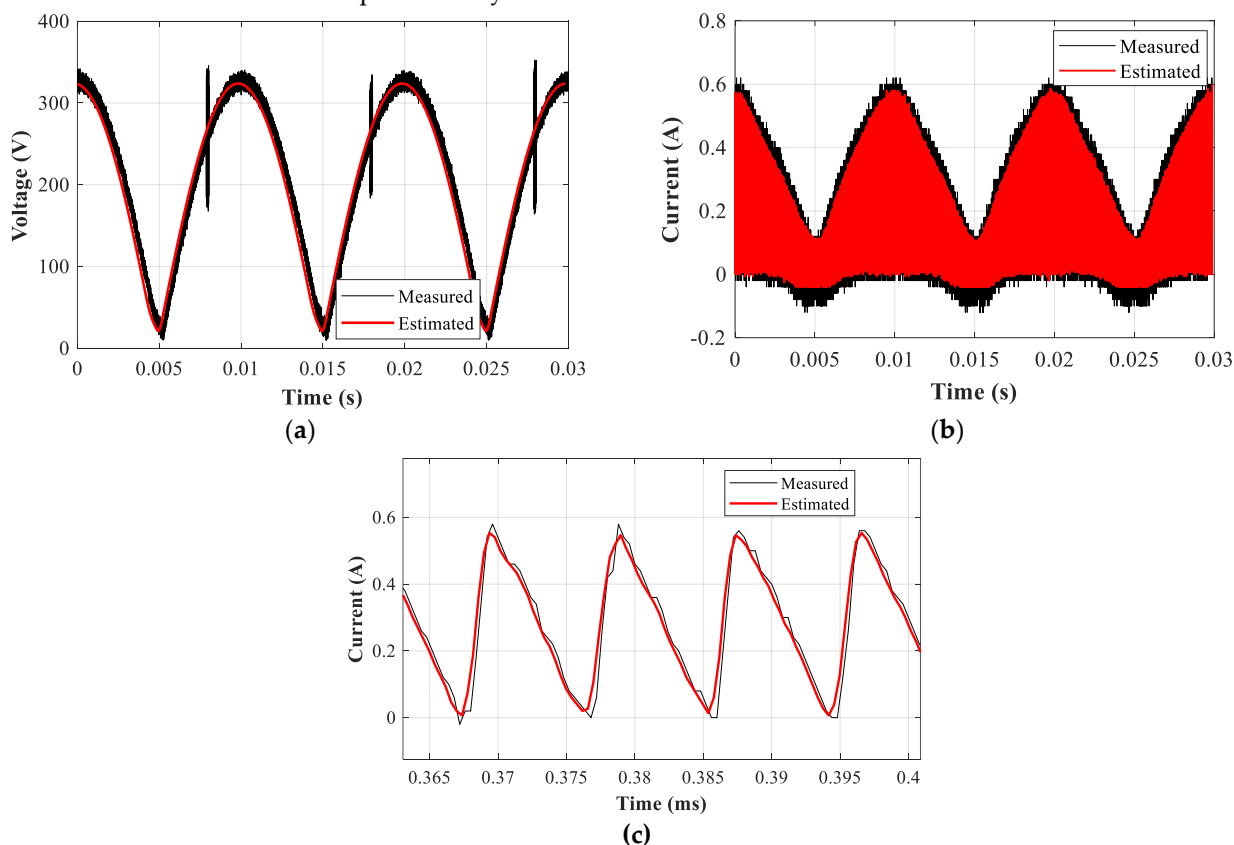 400
300
200
100
0
Voltage (V)
Measured
Estimated
0 0.005 0.01 0.015 0.02 0.025 0.03
Time (s)
(a)
0.8
0.6
0.4
0.2
0
-0.2
Current (A)
Measured
Estimated
0 0.005 0.01 0.015 0.02 0.025 0.03
Time (s)
(b)
0.6
0.4
0.2
0
Current (A)
Measured
Estimated
0.365 0.37 0.375 0.38 0.385 0.39 0.395 0.4
Time (ms)
(c)